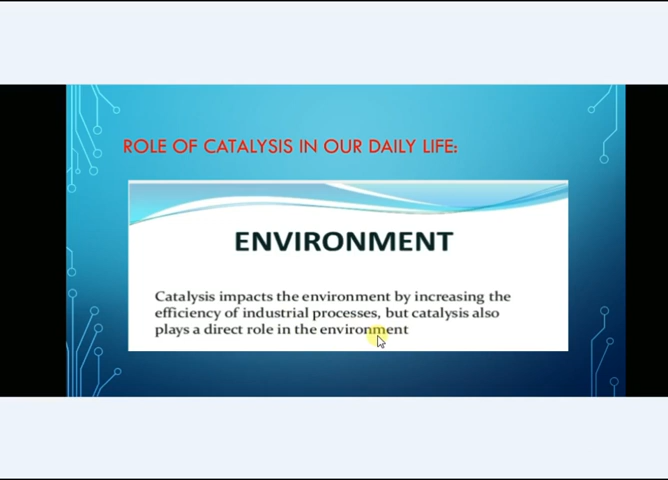 ROLE OF CATALYSIS IN OUR DAILY LIFE:
ENVIRONMENT
Catalysis impacts the environment by increasing the
efficiency of industrial processes, but catalysis also
plays a direct role in the environment